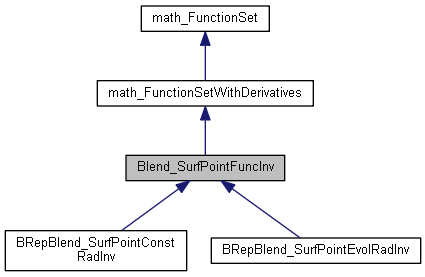 math_FunctionSet
math_FunctionSetWithDerivatives
Blend_SurfPointFuncInv
BRepBlend_SurfPointConst
RadInv
BRepBlend_SurfPointEvolRadInv